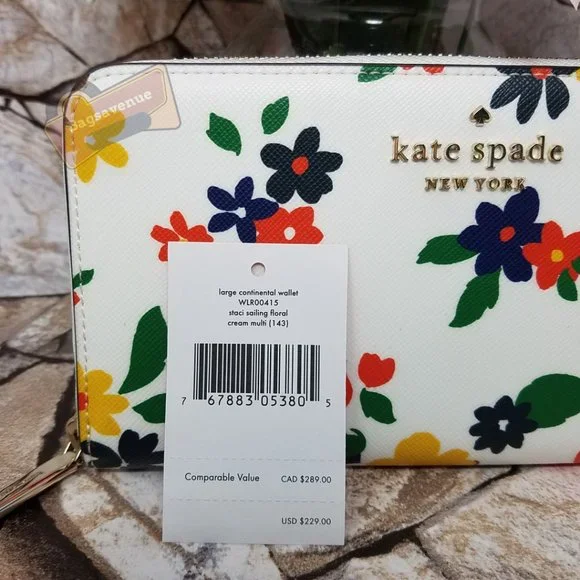 Bagsavenue
kate spade
NEW YORK
large continental wallet
WLR00415
staci sailing floral
cream multi (143)
7 67883 05380 5
Comparable Value CAD $289.00
USD $229.00